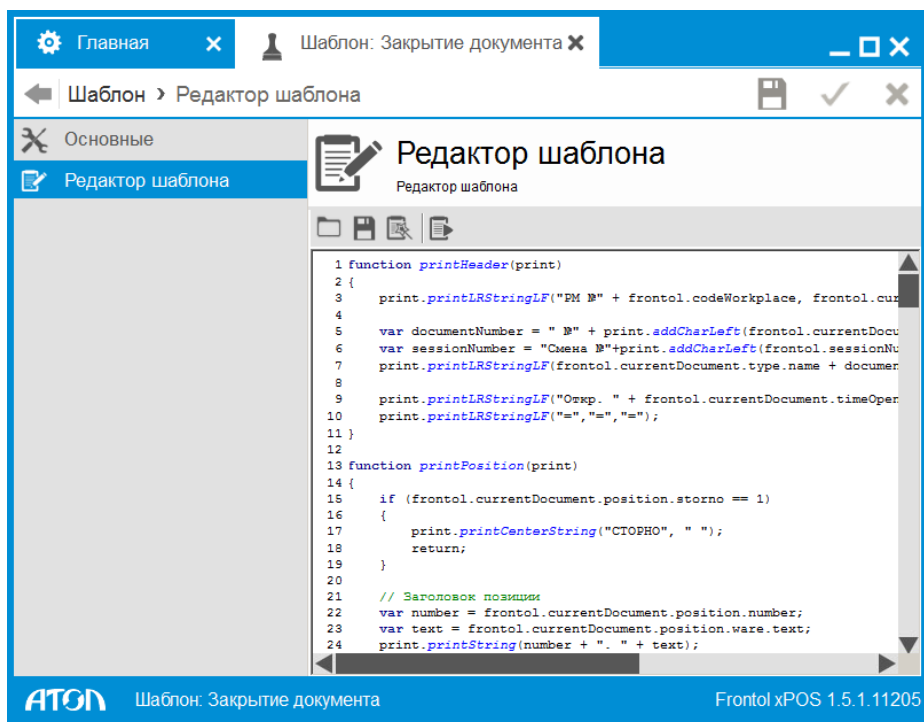 Главная
Шаблон: Закрытие документа
Шаблон › Редактор шаблона
Основные
Редактор шаблона
Редактор шаблона
Редактор шаблона
1 function printHeader(print)
2 {
3     print.printLRStringLF("РМ №" + frontol.codeWorkplace, frontol.cur
4
5     var documentNumber = " №" + print.addCharLeft(frontol.currentDocu
6     var sessionNumber = "Смена №"+print.addCharLeft(frontol.sessionNu
7     print.printLRStringLF(frontol.currentDocument.type.name + documen
8
9     print.printLRStringLF("Откр. " + frontol.currentDocument.timeOpen
10     print.printLRStringLF("=","=","=");
11 }
12
13 function printPosition(print)
14 {
15     if (frontol.currentDocument.position.storno == 1)
16     {
17         print.printCenterString("СТОРНО", " ");
18         return;
19     }
20
21     // Заголовок позиции
22     var number = frontol.currentDocument.position.number;
23     var text = frontol.currentDocument.position.ware.text;
24     print.printString(number + ". " + text);
АТОЛ
Шаблон: Закрытие документа
Frontol xPOS 1.5.1.11205